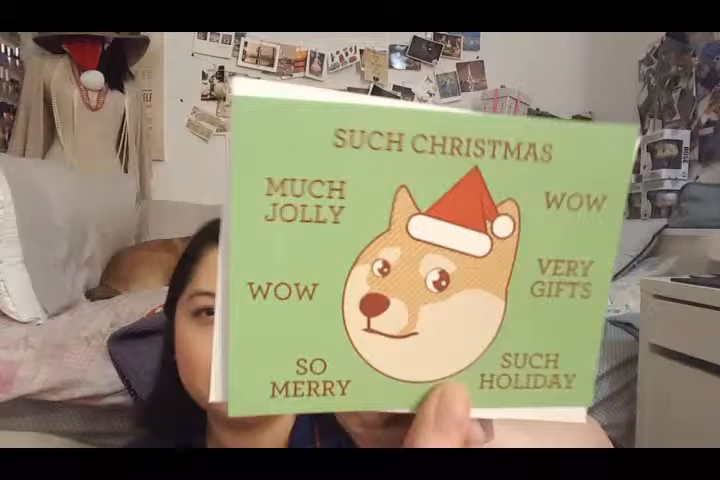 SUCH CHRISTMAS
MUCH
JOLLY
WOW
WOW
VERY
GIFTS
SO
MERRY
SUCH
HOLIDAY